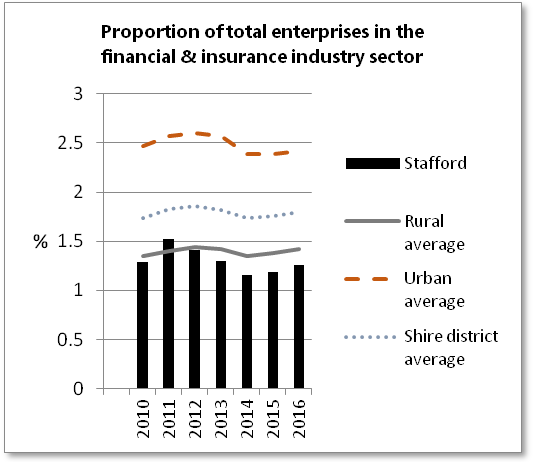 Proportion of total enterprises in the
financial & insurance industry sector
3
2.5
2
1.5
1
0.5
0
%
2010
2011
2012
2013
2014
2015
2016
Stafford
Rural
average
Urban
average
Shire district
average